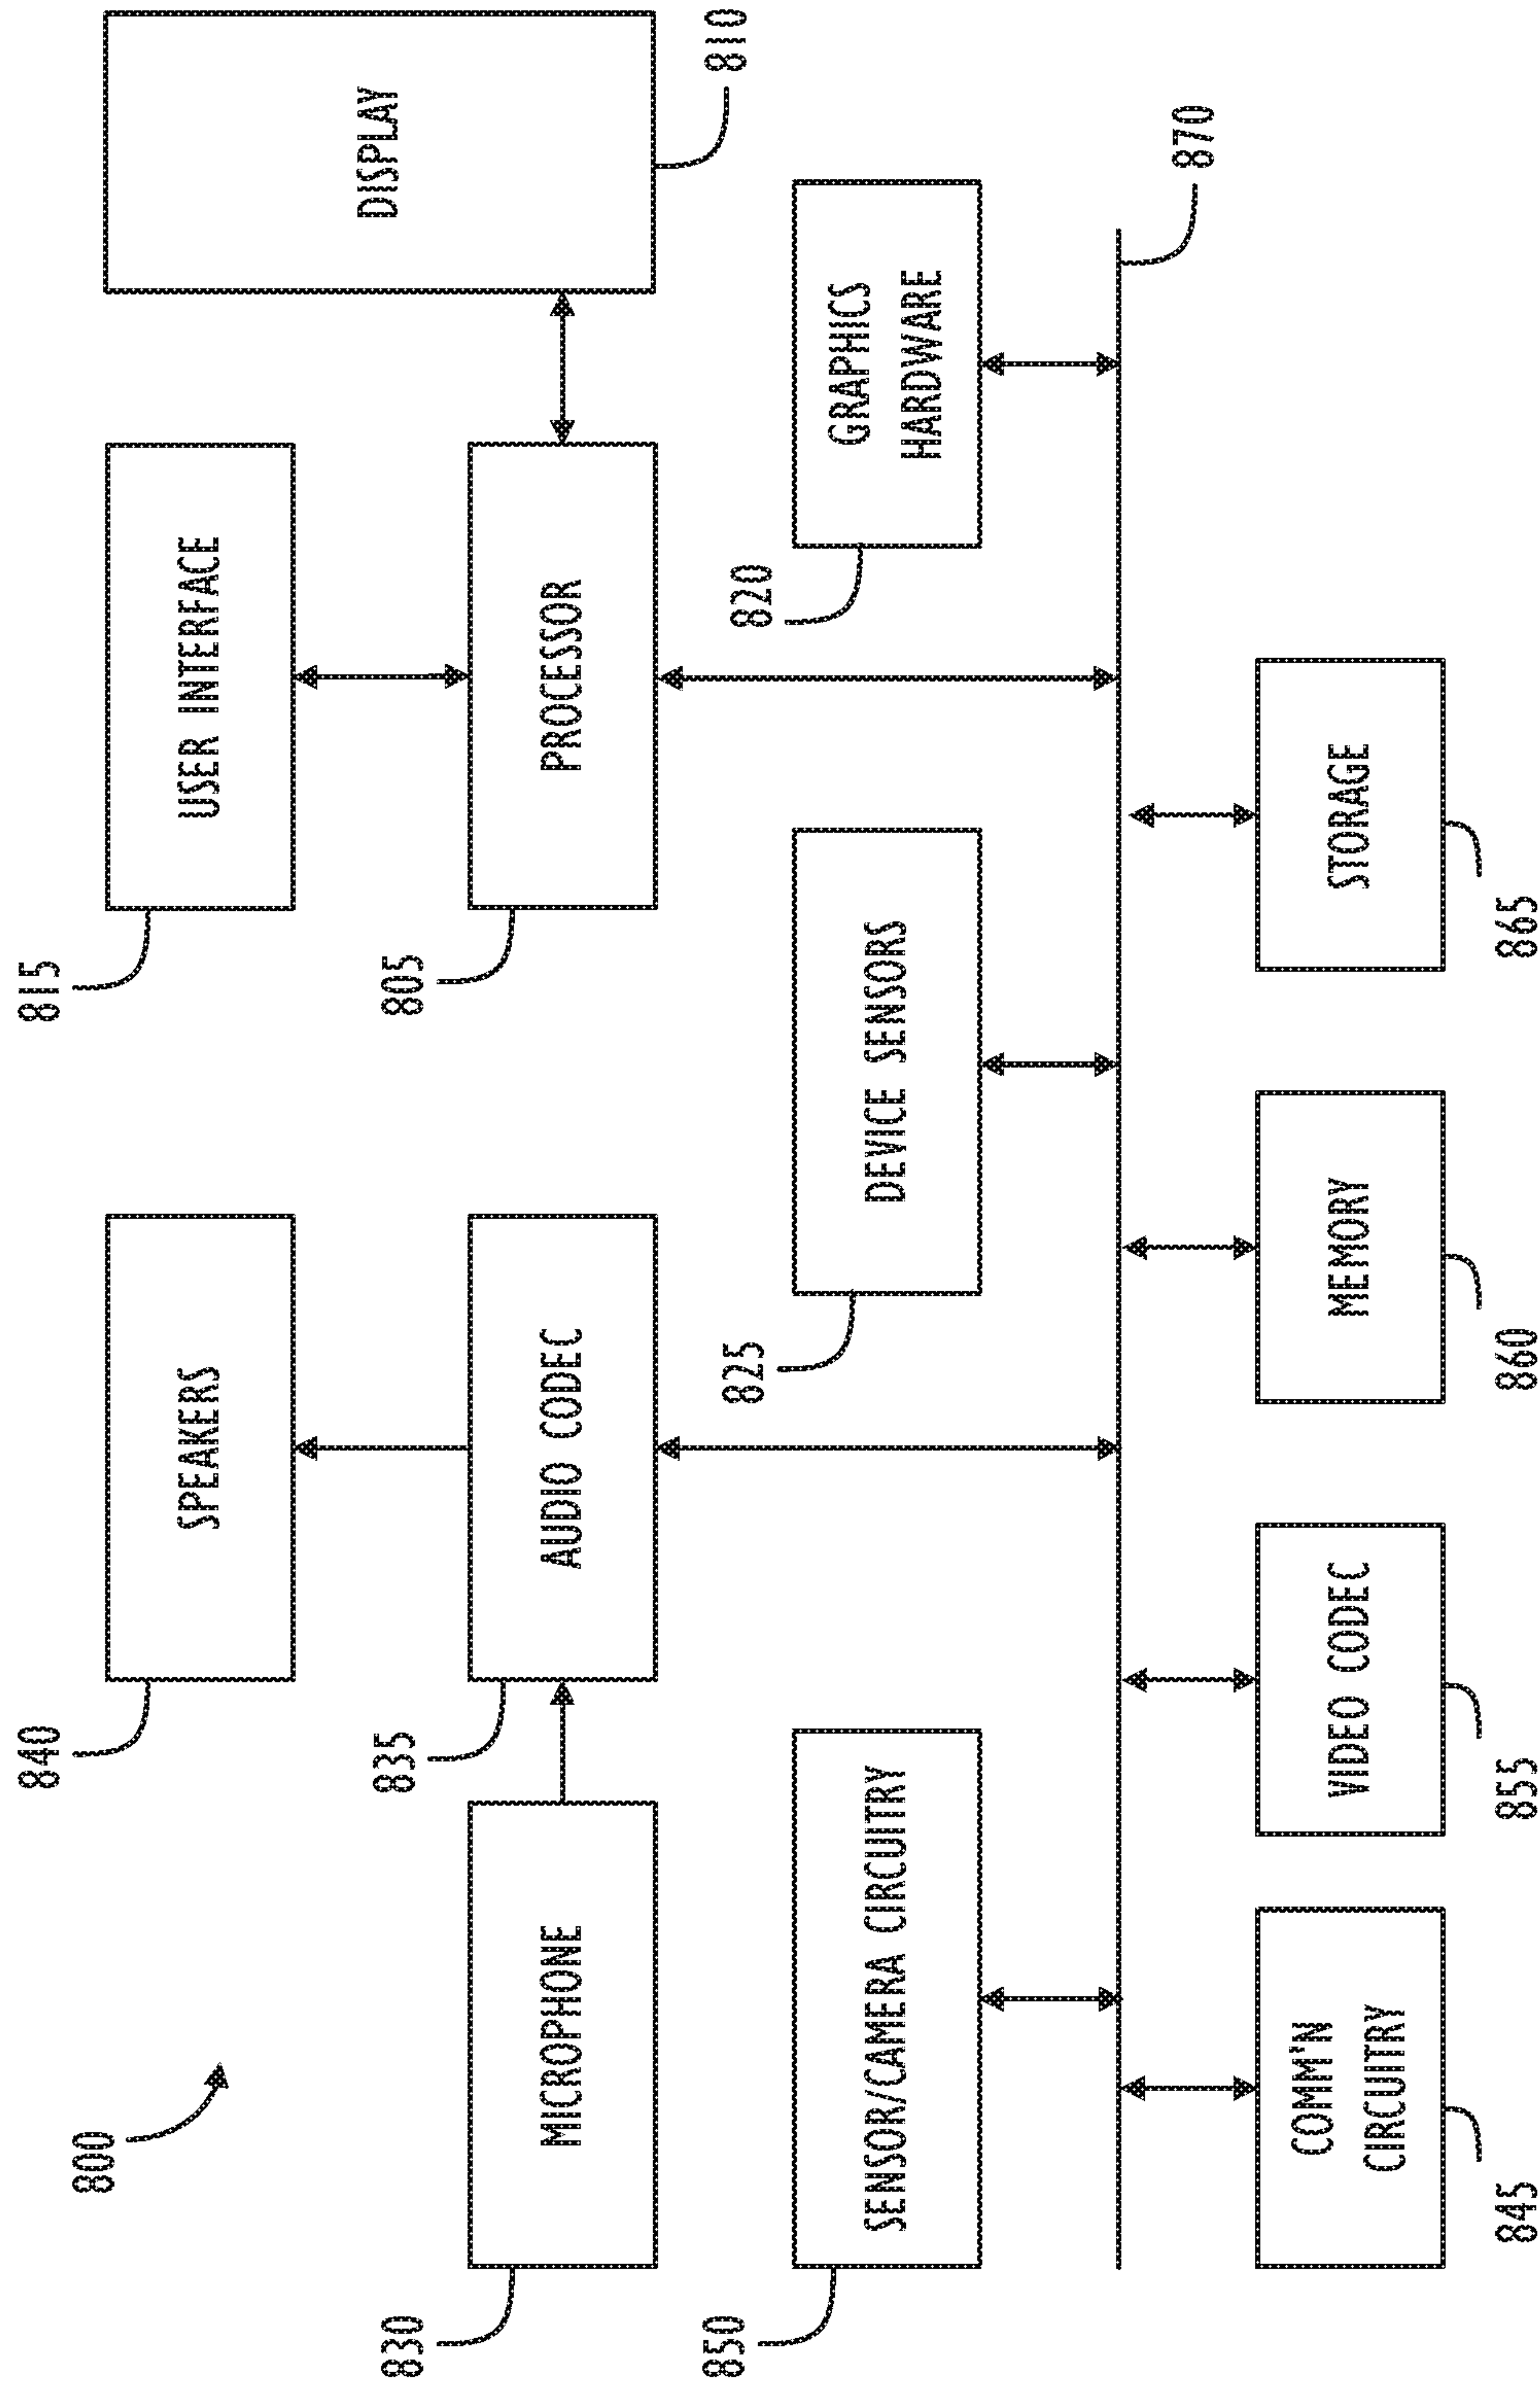 800
840
SPEAKERS
815
USER INTERFACE
DISPLAY
810
830
MICROPHONE
835
AUDIO CODEC
805
PROCESSOR
850
SENSOR/CAMERA CIRCUITRY
825
DEVICE SENSORS
820
GRAPHICS
HARDWARE
870
COMM'N
CIRCUITRY
845
VIDEO CODEC
855
MEMORY
860
STORAGE
865